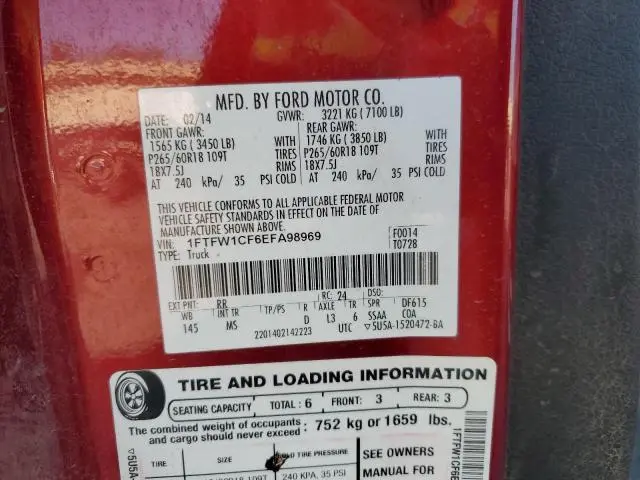 MFD. BY FORD MOTOR CO.
DATE: 02/14 GVWR: 3221 KG ( 7100 LB)
FRONT GAWR: REAR GAWR:
1565 KG ( 3450 LB) WITH 1746 KG ( 3850 LB) WITH
P265/60R18 109T TIRES P265/60R18 109T TIRES
18X7.5J RIMS 18X7.5J RIMS
AT 240 kPa/ 35 PSI COLD AT 240 kPa/ 35 PSI COLD
THIS VEHICLE CONFORMS TO ALL APPLICABLE FEDERAL MOTOR
VEHICLE SAFETY STANDARDS IN EFFECT ON THE DATE OF
MANUFACTURE SHOWN ABOVE.
VIN: 1FTFW1CF6EFA98969 F0014
TYPE: Truck T0728
EXT PNT: RR RC: 24 DSO:
WB INT TR TP/PS R AXLE TR SPR DF615
145 MS D L3 6 SSAA COA
2201402142223 UTC ▽5U5A-1520472-BA
TIRE AND LOADING INFORMATION
SEATING CAPACITY TOTAL : 6 FRONT: 3 REAR: 3
The combined weight of occupants
and cargo should never exceed : 752 kg or 1659 lbs.
TIRE SIZE COLD TIRE PRESSURE SEE OWNERS
240 KPA, 35 PSI MANUAL FOR
▽5U5A-
1FTFW1CF6E